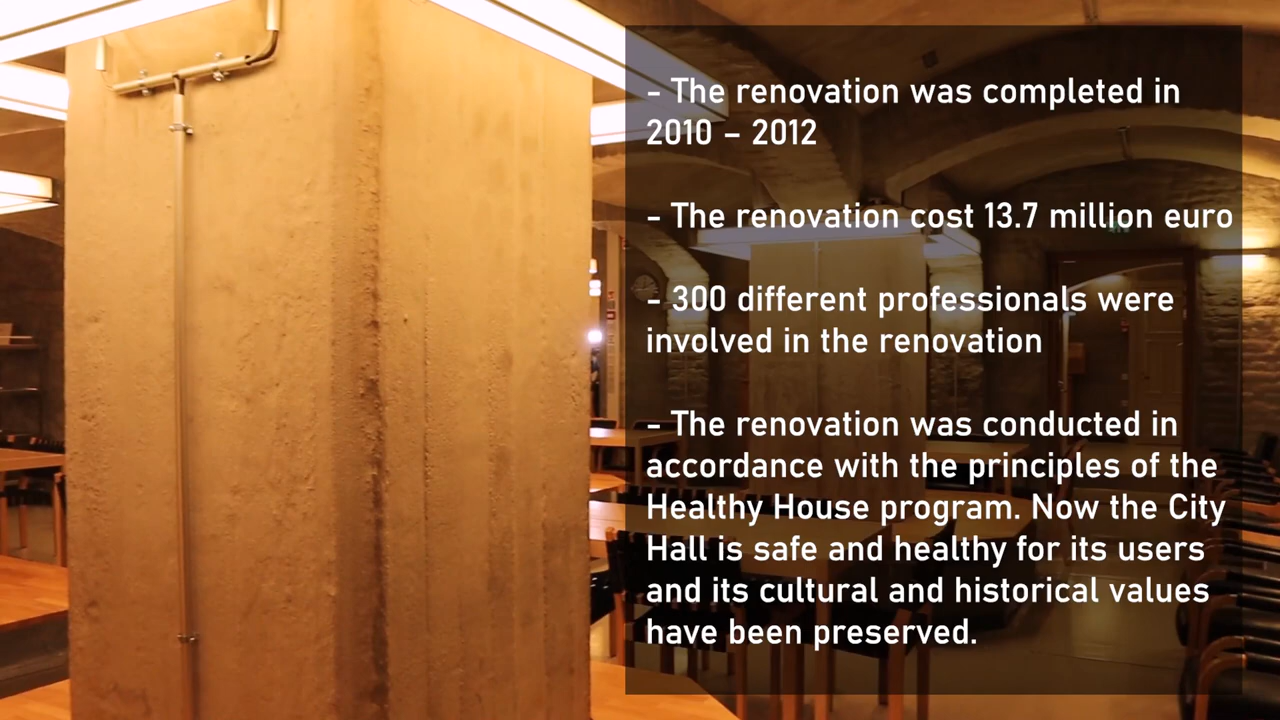 - The renovation was completed in
2010 – 2012
- The renovation cost 13.7 million euro
- 300 different professionals were
involved in the renovation
- The renovation was conducted in
accordance with the principles of the
Healthy House program. Now the City
Hall is safe and healthy for its users
and its cultural and historical values
have been preserved.